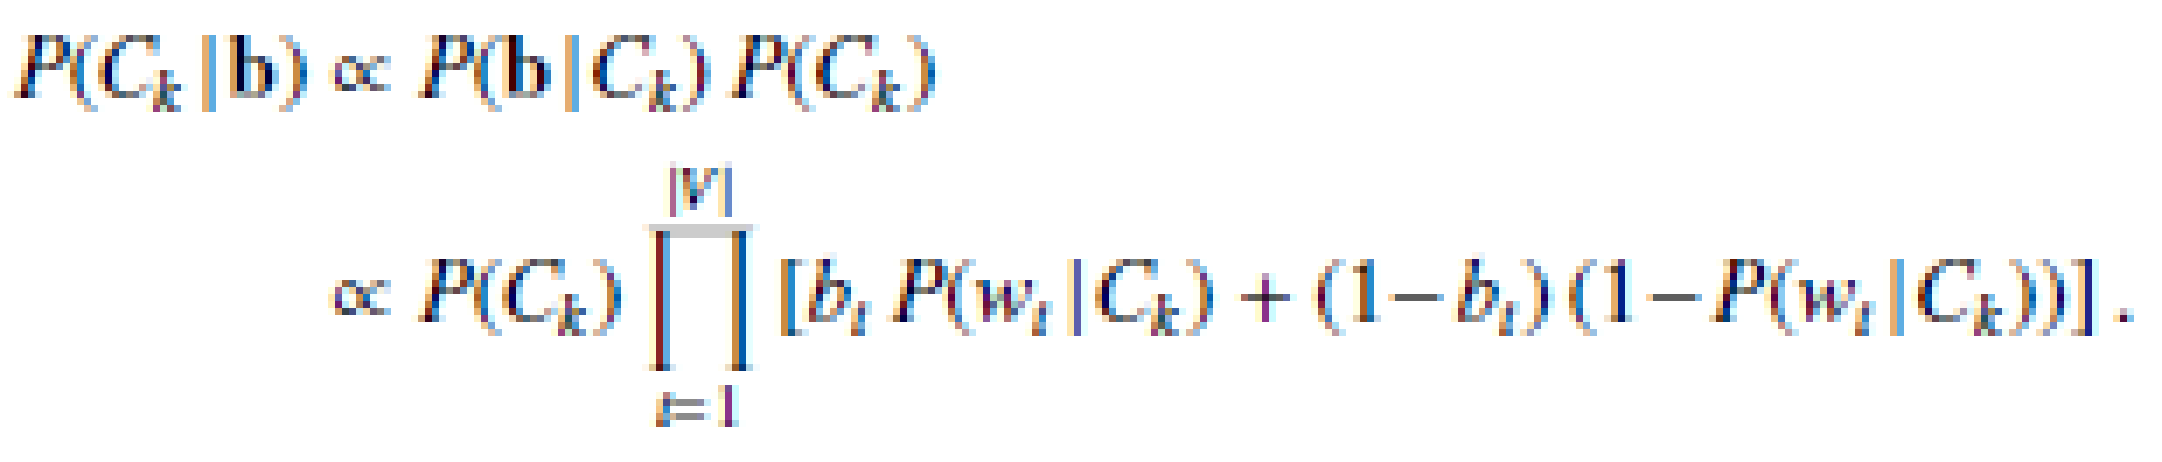 P(C_k|b) ∝ P(b|C_k) P(C_k)
∝ P(C_k) ∏_{t=1}^{|V|} [b_t P(w_t|C_k) + (1−b_t) (1−P(w_t|C_k))] .